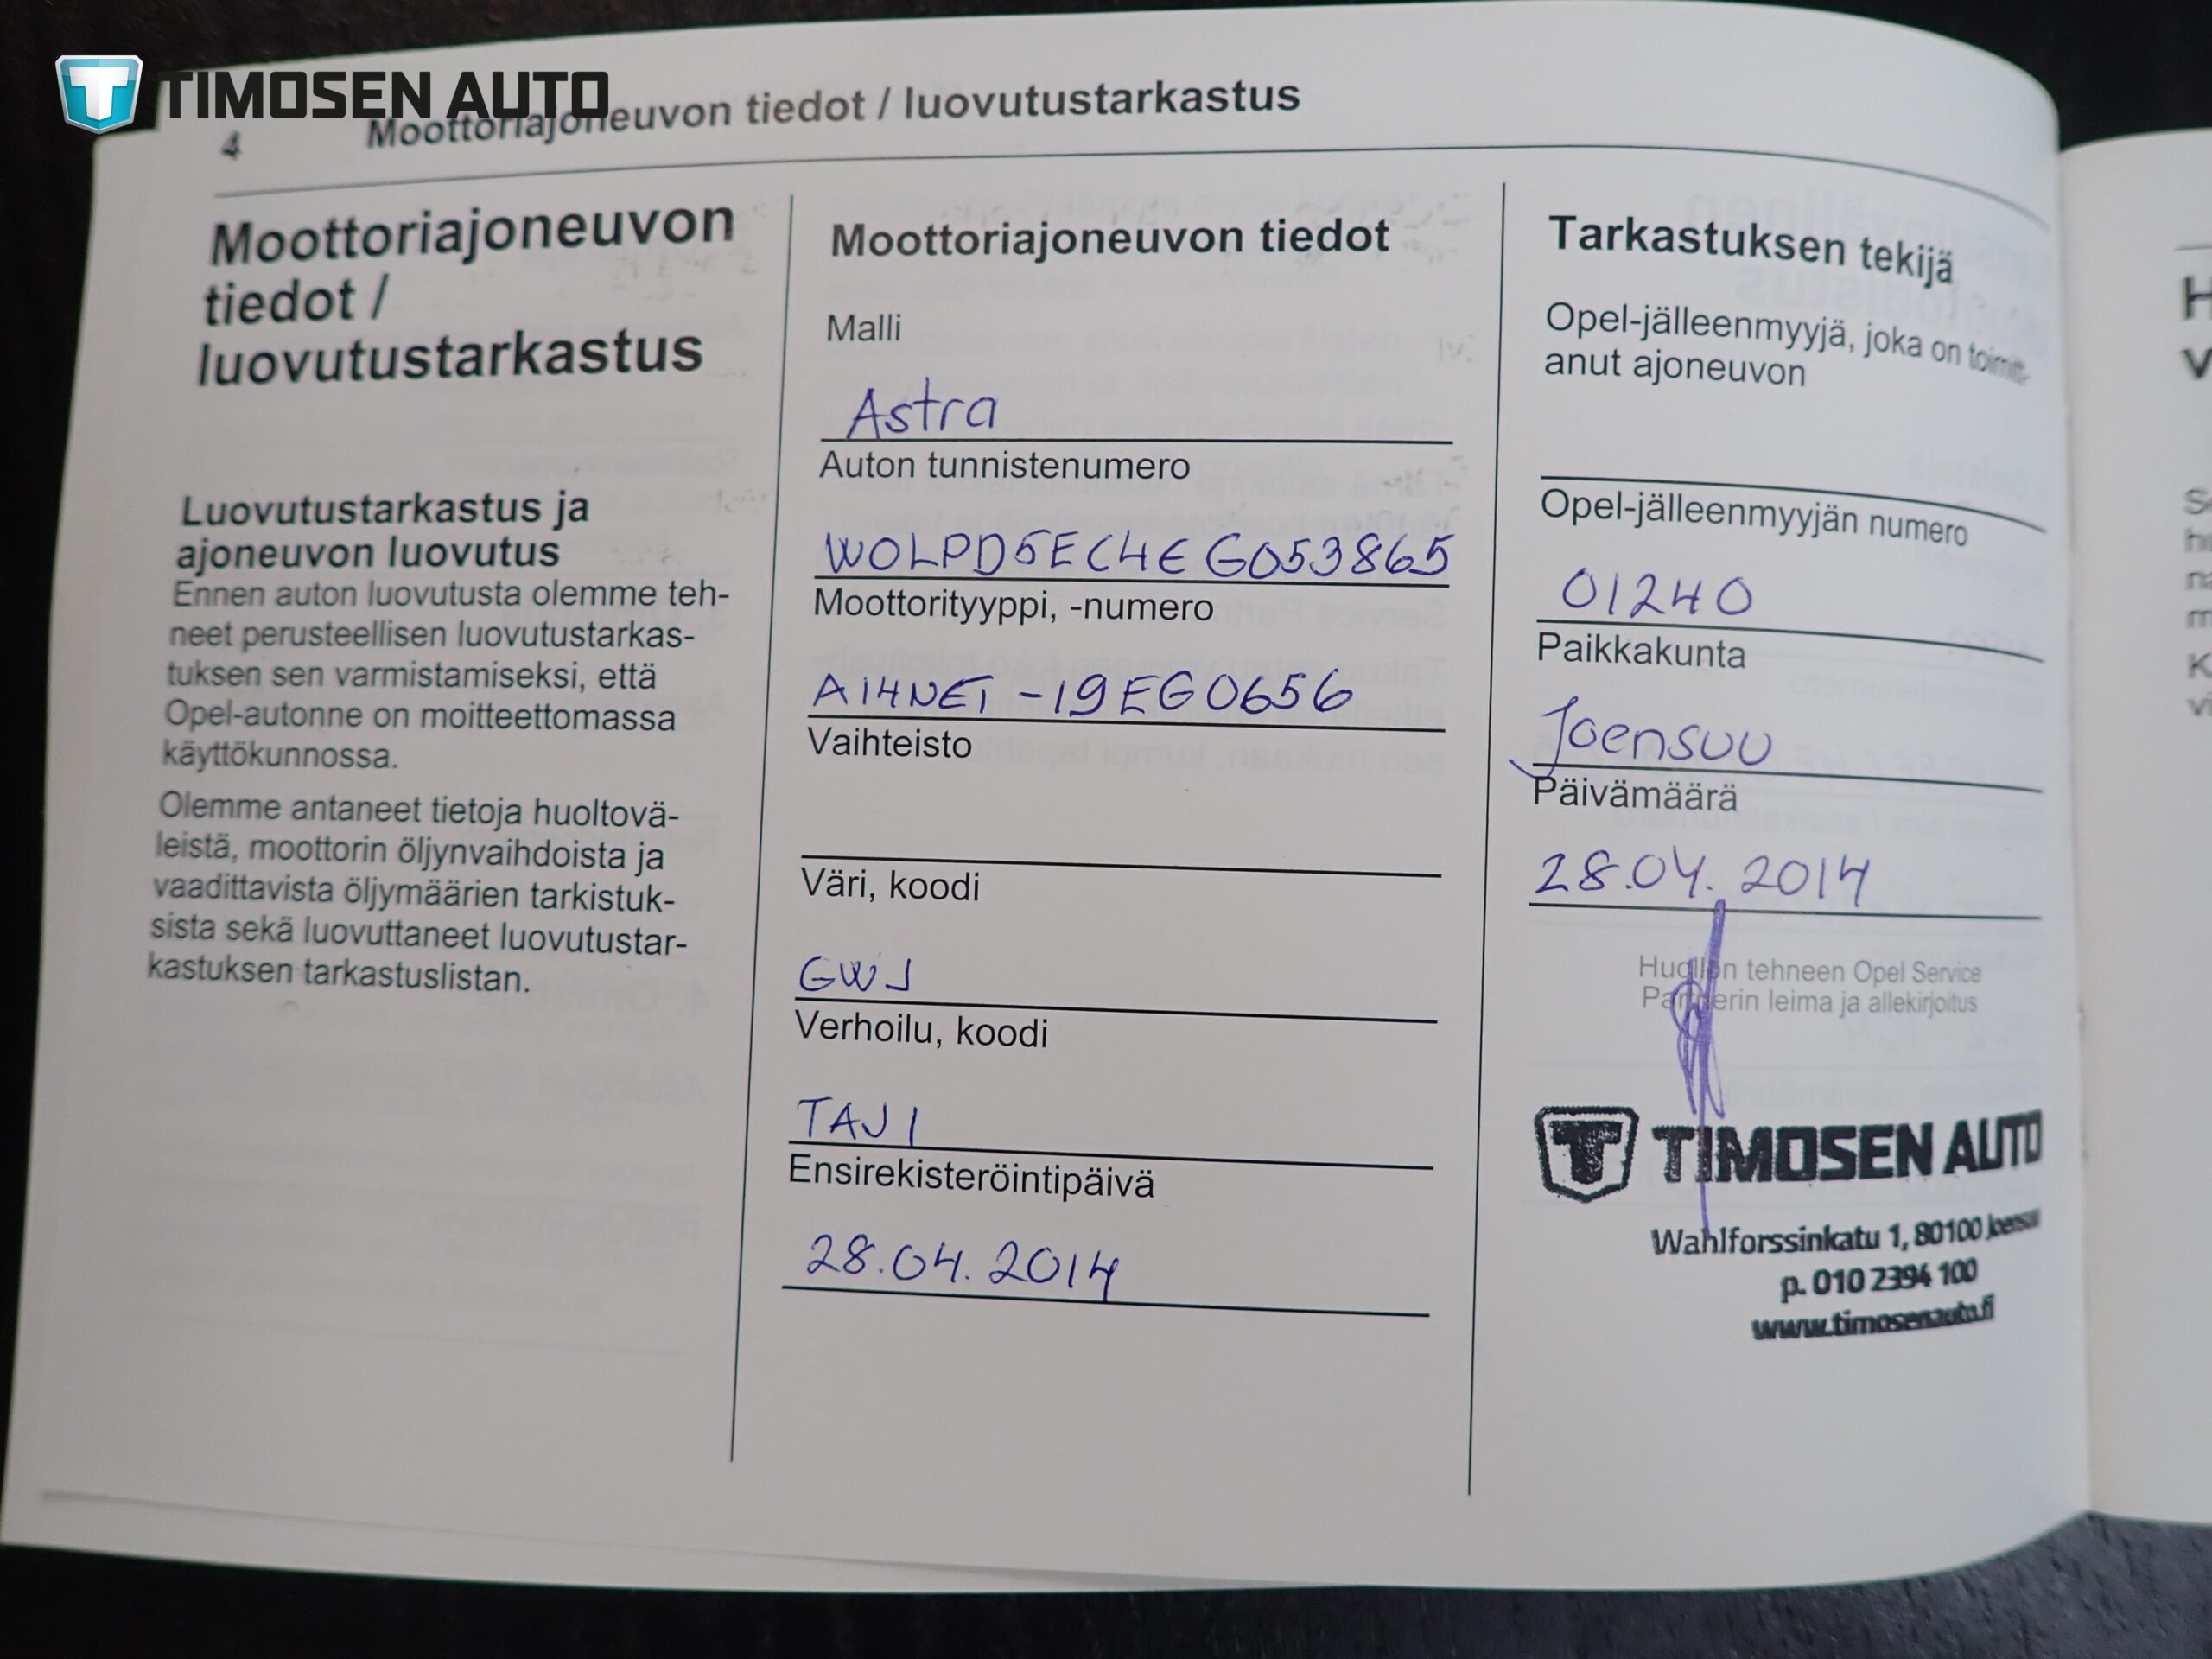 TIMOSEN AUTO
4 Moottoriajoneuvon tiedot / luovutustarkastus
Moottoriajoneuvon
tiedot /
luovutustarkastus
Luovutustarkastus ja
ajoneuvon luovutus
Ennen auton luovutusta olemme teh-
neet perusteellisen luovutustarkas-
tuksen sen varmistamiseksi, että
Opel-autonne on moitteettomassa
käyttökunnossa.
Olemme antaneet tietoja huoltovä-
leistä, moottorin öljynvaihdoista ja
vaadittavista öljymäärien tarkistuk-
sista sekä luovuttaneet luovutustar-
kastuksen tarkastuslistan.
Moottoriajoneuvon tiedot
Malli
Astra
Auton tunnistenumero
WOLPD5EC4EG053865
Moottorityyppi, -numero
A14NET-19EG0656
Vaihteisto
Väri, koodi
GWJ
Verhoilu, koodi
TAJ1
Ensirekisteröintipäivä
28.04.2014
Tarkastuksen tekijä
Opel-jälleenmyyjä, joka on toimitt-
anut ajoneuvon
Opel-jälleenmyyjän numero
01240
Paikkakunta
Joensuu
Päivämäärä
28.04.2014
Huollon tehneen Opel Service
Partnerin leima ja allekirjoitus
TIMOSEN AUTO
Wahlforssinkatu 1, 80100 Joensuu
p. 010 2394 100
www.timosenauto.fi